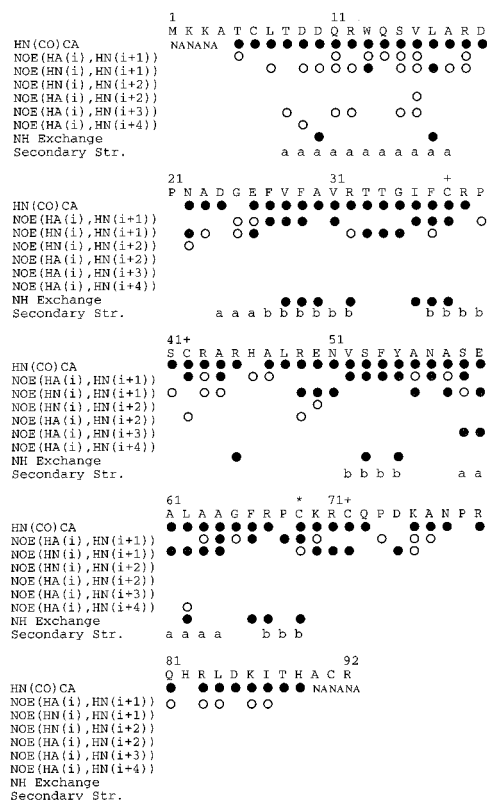 1 11
M K K A T C L T D D Q R W Q S V L A R D
HN(CO)CA NANANA
NOE(HA(i),HN(i+1))
NOE(HN(i),HN(i+1))
NOE(HN(i),HN(i+2))
NOE(HA(i),HN(i+2))
NOE(HA(i),HN(i+3))
NOE(HA(i),HN(i+4))
NH Exchange
Secondary Str. a a a a a a a a a a
21 31 +
P N A D G E F V F A V R T T G I F C R P
HN(CO)CA
NOE(HA(i),HN(i+1))
NOE(HN(i),HN(i+1))
NOE(HN(i),HN(i+2))
NOE(HA(i),HN(i+2))
NOE(HA(i),HN(i+3))
NOE(HA(i),HN(i+4))
NH Exchange
Secondary Str. a a a b b b b b b b b b
41+ 51
S C R A R H A L R E N V S F Y A N A S E
HN(CO)CA
NOE(HA(i),HN(i+1))
NOE(HN(i),HN(i+1))
NOE(HN(i),HN(i+2))
NOE(HA(i),HN(i+2))
NOE(HA(i),HN(i+3))
NOE(HA(i),HN(i+4))
NH Exchange
Secondary Str. b b b b a a
61 * 71+
A L A A G F R P C K R C Q P D K A N P R
HN(CO)CA
NOE(HA(i),HN(i+1))
NOE(HN(i),HN(i+1))
NOE(HN(i),HN(i+2))
NOE(HA(i),HN(i+2))
NOE(HA(i),HN(i+3))
NOE(HA(i),HN(i+4))
NH Exchange
Secondary Str. a a a a b b b
81 92
Q H R L D K I T H A C R
HN(CO)CA NANANA
NOE(HA(i),HN(i+1))
NOE(HN(i),HN(i+1))
NOE(HN(i),HN(i+2))
NOE(HA(i),HN(i+2))
NOE(HA(i),HN(i+3))
NOE(HA(i),HN(i+4))
NH Exchange
Secondary Str.